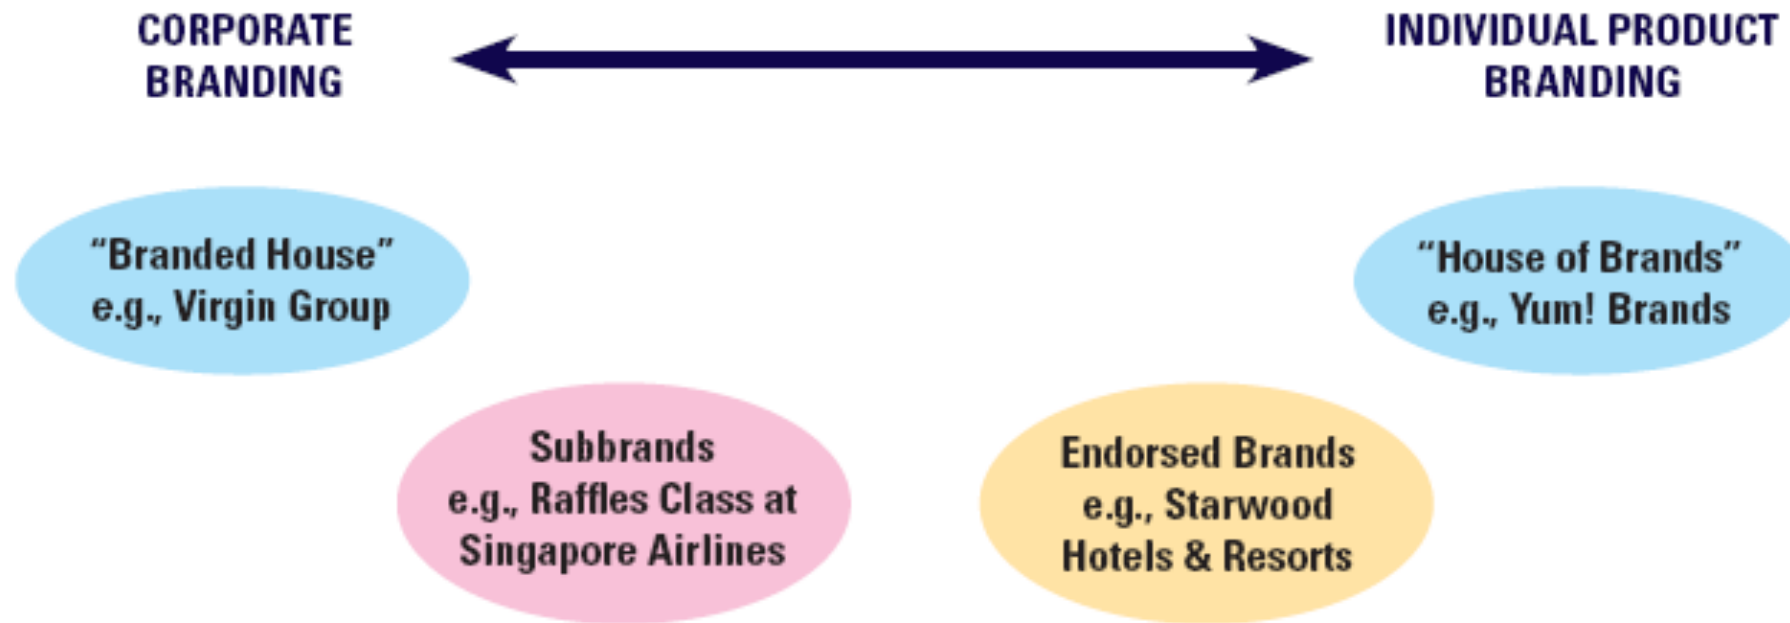 CORPORATE
BRANDING
INDIVIDUAL PRODUCT
BRANDING
“Branded House”
e.g., Virgin Group
“House of Brands”
e.g., Yum! Brands
Subbrands
e.g., Raffles Class at
Singapore Airlines
Endorsed Brands
e.g., Starwood
Hotels & Resorts